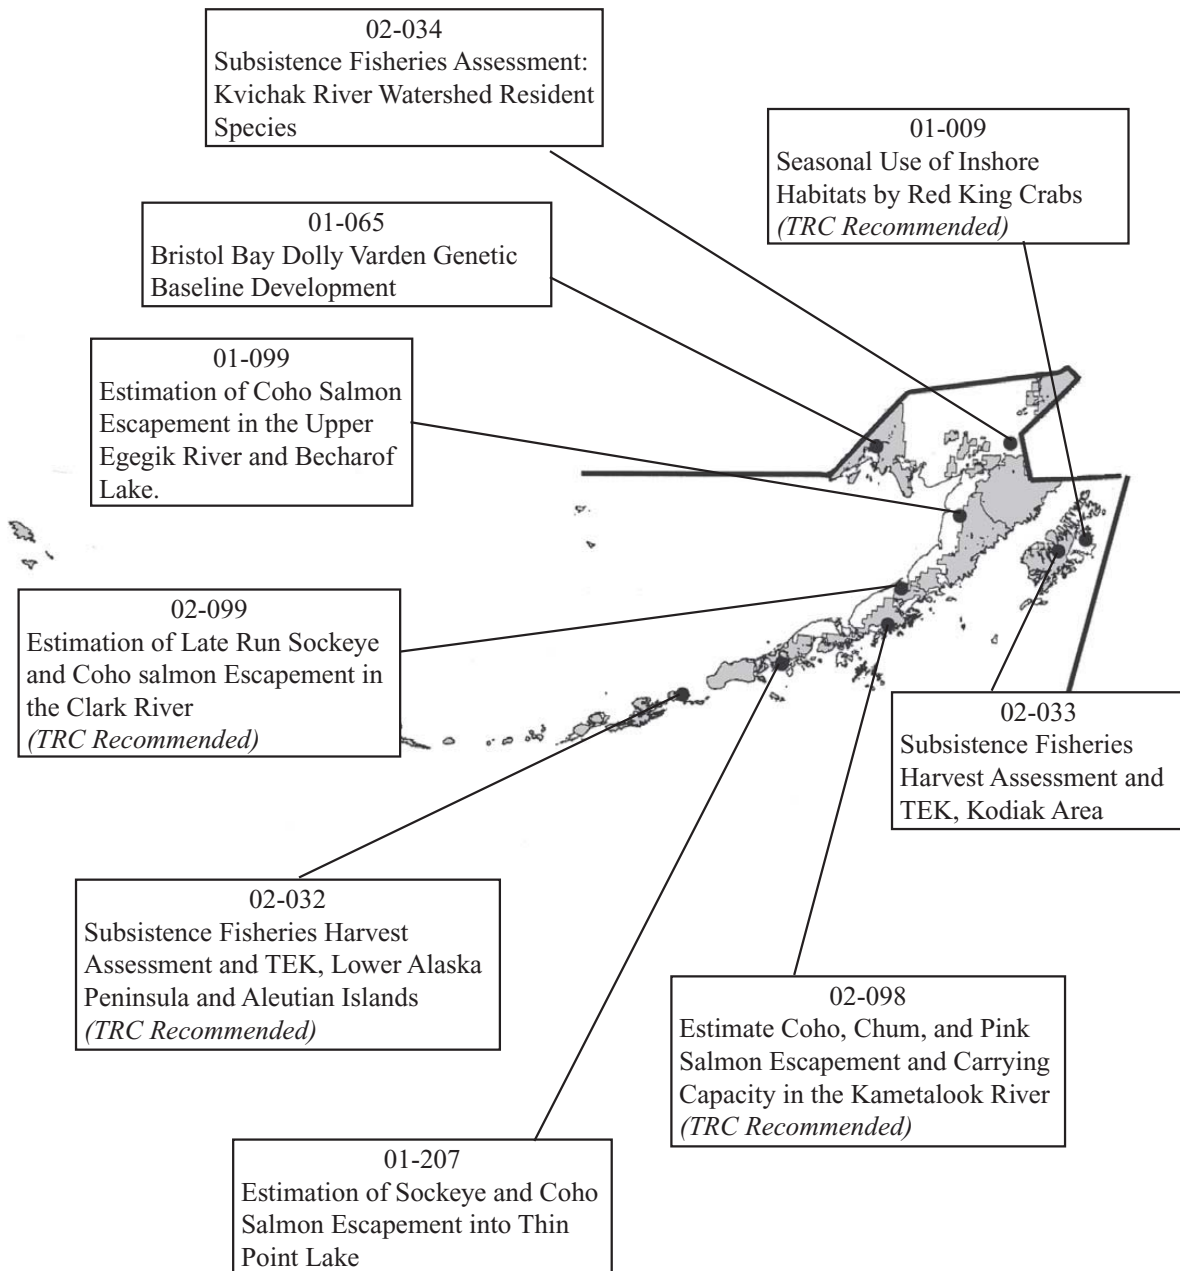 02-034
Subsistence Fisheries Assessment:
Kvichak River Watershed Resident
Species
01-009
Seasonal Use of Inshore
Habitats by Red King Crabs
(TRC Recommended)
01-065
Bristol Bay Dolly Varden Genetic
Baseline Development
01-099
Estimation of Coho Salmon
Escapement in the Upper
Egegik River and Becharof
Lake.
02-099
Estimation of Late Run Sockeye
and Coho salmon Escapement in
the Clark River
(TRC Recommended)
02-033
Subsistence Fisheries
Harvest Assessment and
TEK, Kodiak Area
02-032
Subsistence Fisheries Harvest
Assessment and TEK, Lower Alaska
Peninsula and Aleutian Islands
(TRC Recommended)
02-098
Estimate Coho, Chum, and Pink
Salmon Escapement and Carrying
Capacity in the Kametalook River
(TRC Recommended)
01-207
Estimation of Sockeye and Coho
Salmon Escapement into Thin
Point Lake